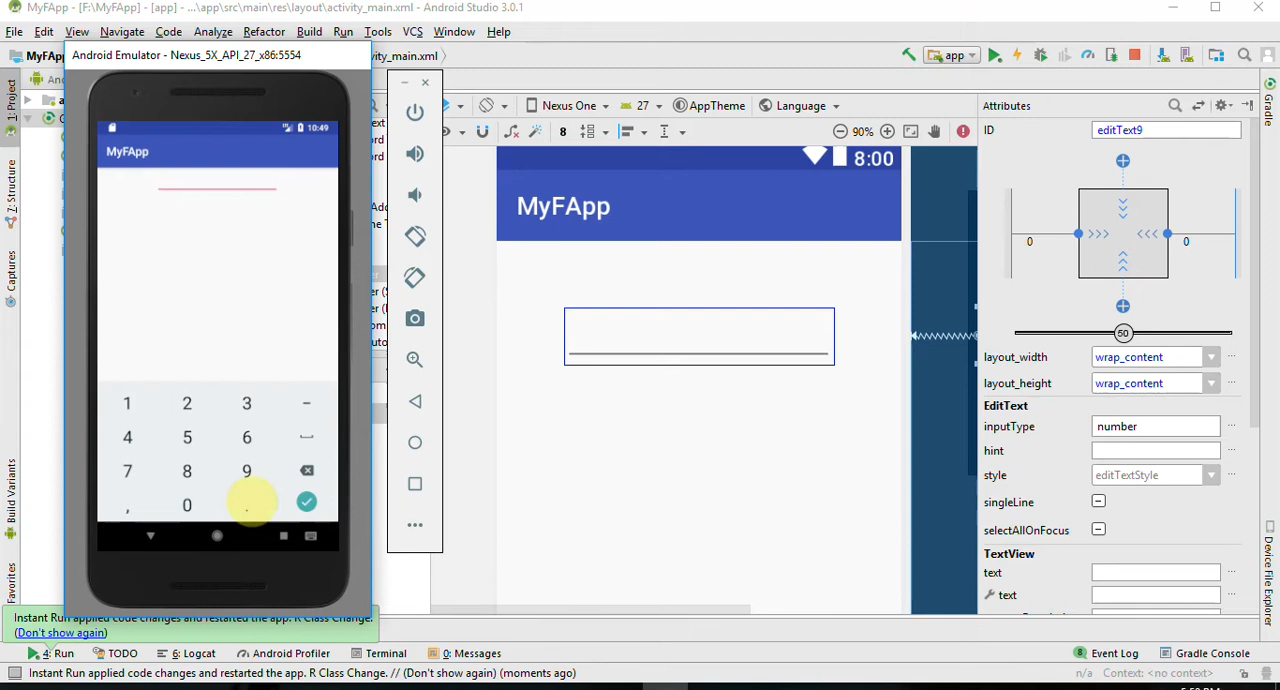 MyFApp - [F:\MyFApp] - [app] - ...\app\src\main\res\layout\activity_main.xml - Android Studio 3.0.1
File Edit View Navigate Code Analyze Refactor Build Run Tools VCS Window Help
MyFApp
Android Emulator - Nexus_5X_API_27_x86:5554
ity_main.xml
app
Nexus One
27
AppTheme
Language
8
90%
10:49
MyFApp
1 2 3 -
4 5 6
7 8 9
, 0 .
8:00
MyFApp
Attributes
ID editText9
0 0
50
layout_width wrap_content
layout_height wrap_content
EditText
inputType number
hint
style editTextStyle
singleLine
selectAllOnFocus
TextView
text
text
1: Project
7: Structure
Captures
Build Variants
Favorites
Gradle
Device File Explorer
Instant Run applied code changes and restarted the app. R Class Change.
(Don't show again)
4: Run TODO 6: Logcat Android Profiler Terminal 0: Messages 8 Event Log Gradle Console
Instant Run applied code changes and restarted the app. R Class Change. // (Don't show again) (moments ago)
n/a Context: <no context>